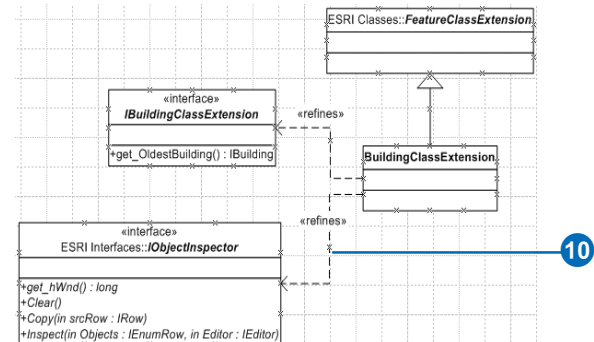 ESRI Classes::FeatureClassExtension
«interface»
IBuildingClassExtension
+get_OldestBuilding() : IBuilding
«refines»
BuildingClassExtension
«refines»
«interface»
ESRI Interfaces::IObjectInspector
+get_hWnd() : long
+Clear()
+Copy(in srcRow : IRow)
+Inspect(in Objects : IEnumRow, in Editor : IEditor)
10